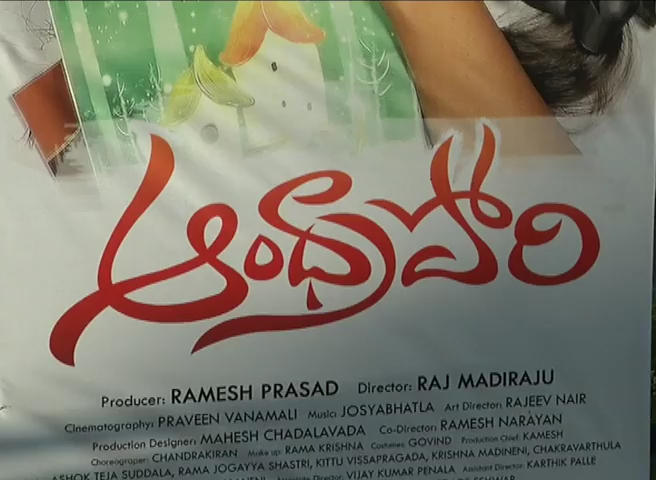 ఆంధ్రాపోరి
Producer: RAMESH PRASAD Director: RAJ MADIRAJU
Cinematography: PRAVEEN VANAMALI Music: JOSYABHATLA Art Director: RAJEEV NAIR
Production Designer: MAHESH CHADALAVADA Co-Director: RAMESH NARAYAN
Choreograper: CHANDRAKIRAN Make up: RAMA KRISHNA Costumes: GOVIND Production Chief: KAMESH
ASHOK TEJA SUDDALA, RAMA JOGAYYA SHASTRI, KITTU VISSAPRAGADA, KRISHNA MADINENI, CHAKRAVARTHULA
Director: VIJAY KUMAR PENALA Assistant Director: KARTHIK PALLE